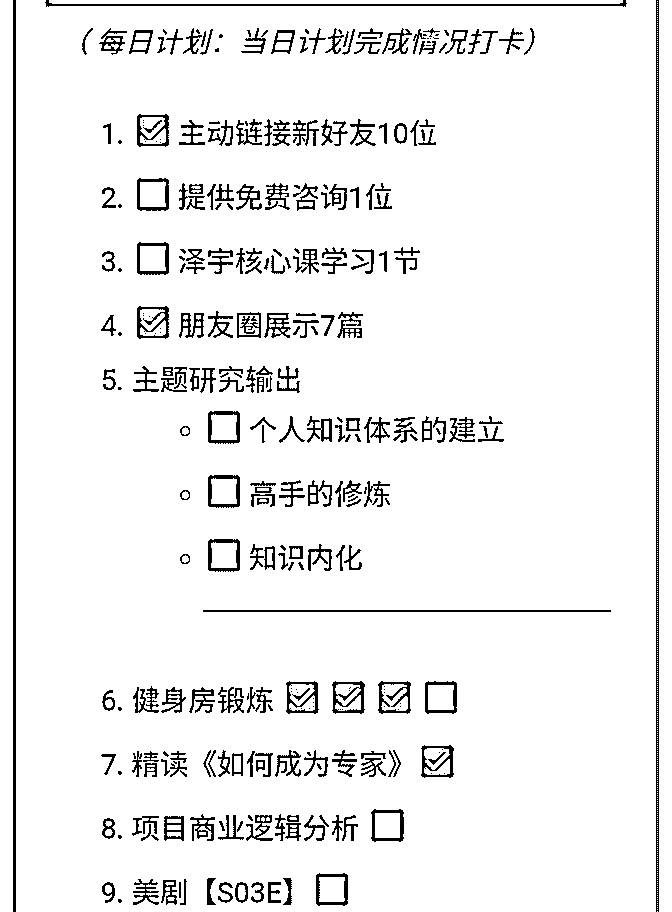 （每日计划：当日计划完成情况打卡）
1. ☑ 主动链接新好友10位
2. ☐ 提供免费咨询1位
3. ☐ 泽宇核心课学习1节
4. ☑ 朋友圈展示7篇
5. 主题研究输出
◦ ☐ 个人知识体系的建立
◦ ☐ 高手的修炼
◦ ☐ 知识内化
6. 健身房锻炼 ☑ ☑ ☑ ☐
7. 精读《如何成为专家》 ☑
8. 项目商业逻辑分析 ☐
9. 美剧【S03E】 ☐